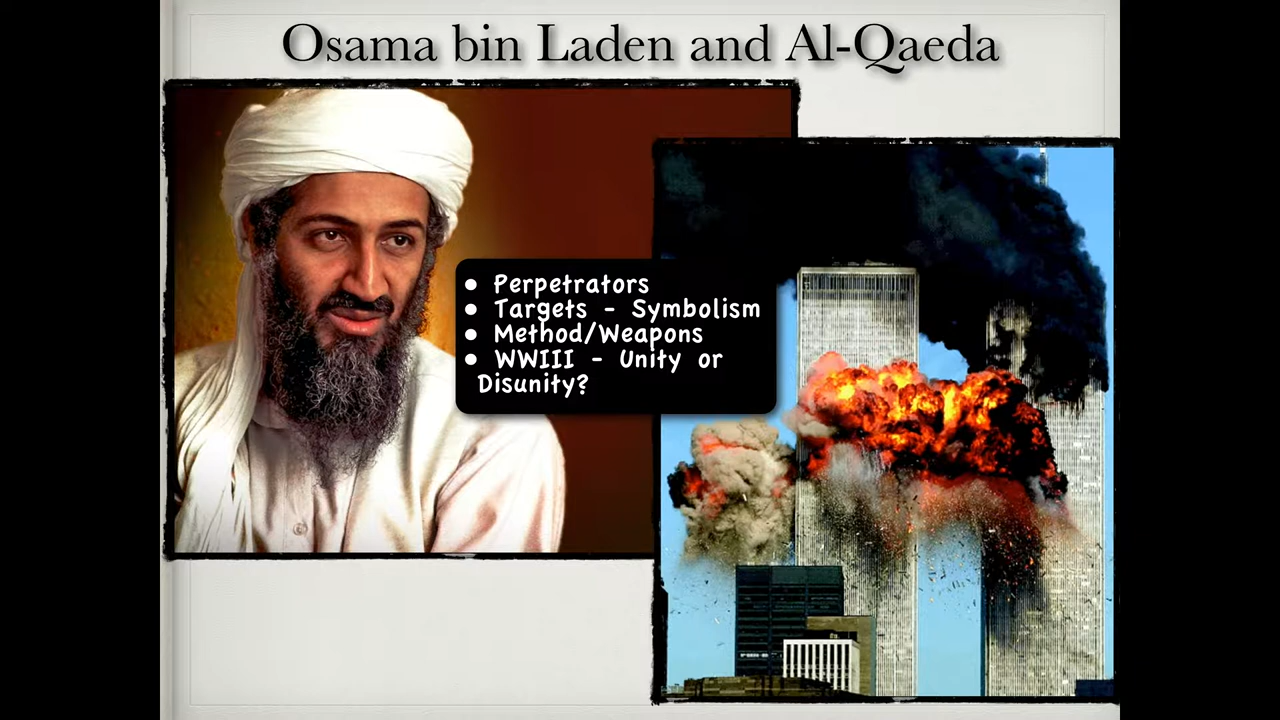 Osama bin Laden and Al-Qaeda
● Perpetrators
● Targets - Symbolism
● Method/Weapons
● WWIII - Unity or
Disunity?